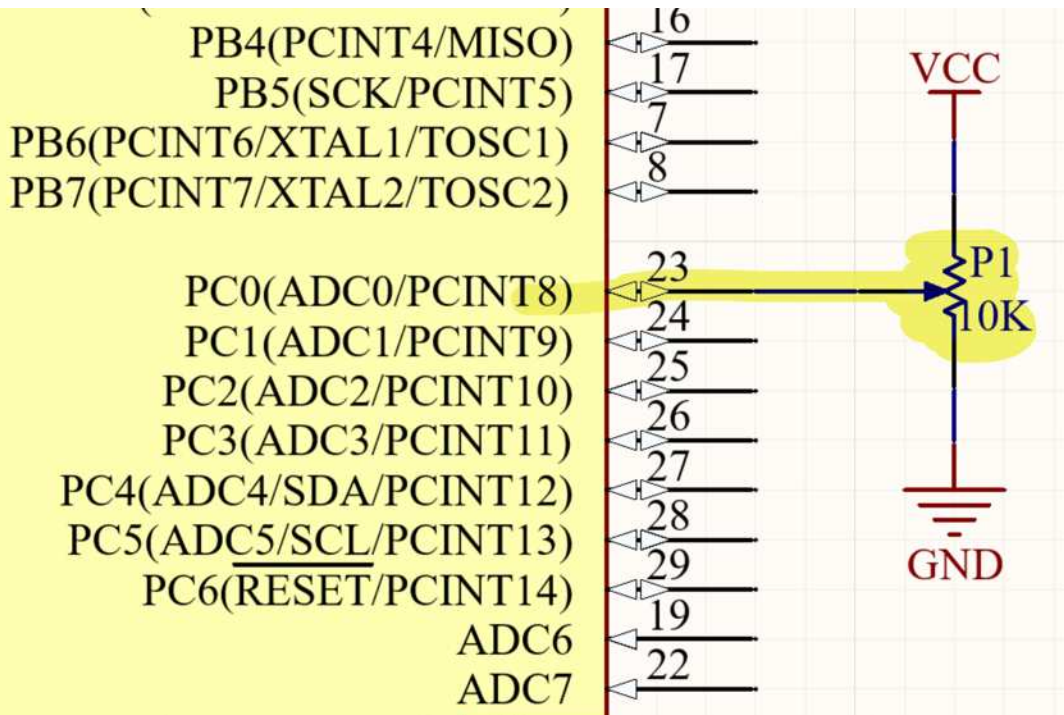 16
PB4(PCINT4/MISO)
17
PB5(SCK/PCINT5)
7
PB6(PCINT6/XTAL1/TOSC1)
8
PB7(PCINT7/XTAL2/TOSC2)
VCC
23
PC0(ADC0/PCINT8)
P1
10K
24
PC1(ADC1/PCINT9)
25
PC2(ADC2/PCINT10)
26
PC3(ADC3/PCINT11)
27
PC4(ADC4/SDA/PCINT12)
28
PC5(ADC5/SCL/PCINT13)
29
PC6(RESET/PCINT14)
19
ADC6
22
ADC7
GND